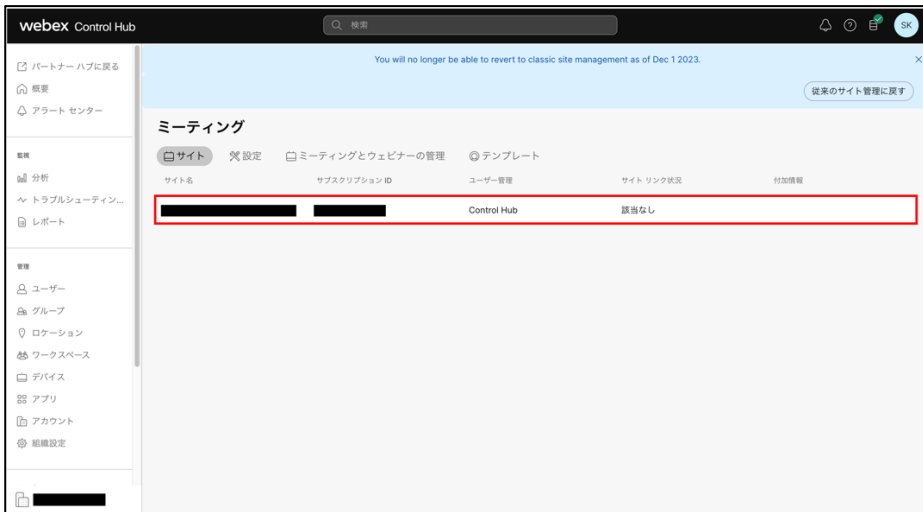 webex Control Hub
検索
SK
パートナー ハブに戻る
概要
アラート センター
監視
分析
トラブルシューティン...
レポート
管理
ユーザー
グループ
ロケーション
ワークスペース
デバイス
アプリ
アカウント
組織設定
You will no longer be able to revert to classic site management as of Dec 1 2023.
従来のサイト管理に戻す
ミーティング
サイト 設定 ミーティングとウェビナーの管理 テンプレート
サイト名 サブスクリプション ID ユーザー管理 サイト リンク状況 付加情報
Control Hub 該当なし